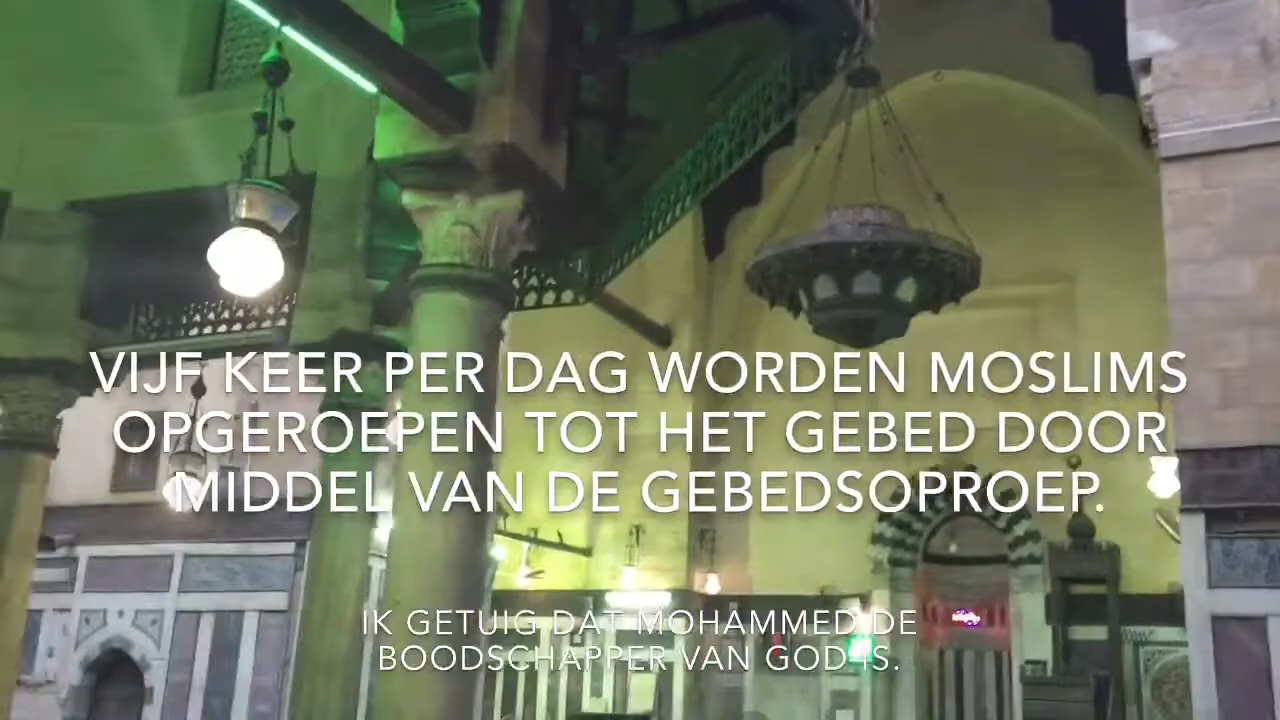 VIJF KEER PER DAG WORDEN MOSLIMS
OPGEROEPEN TOT HET GEBED DOOR
MIDDEL VAN DE GEBEDSOPROEP.
IK GETUIG DAT MOHAMMED DE
BOODSCHAPPER VAN GOD IS.